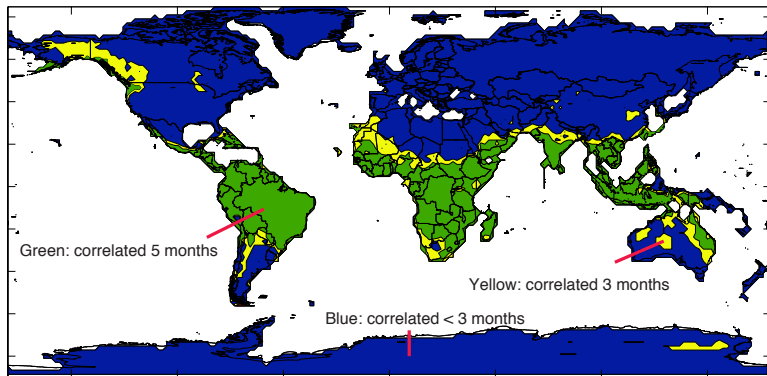 Green: correlated 5 months
Yellow: correlated 3 months
Blue: correlated < 3 months